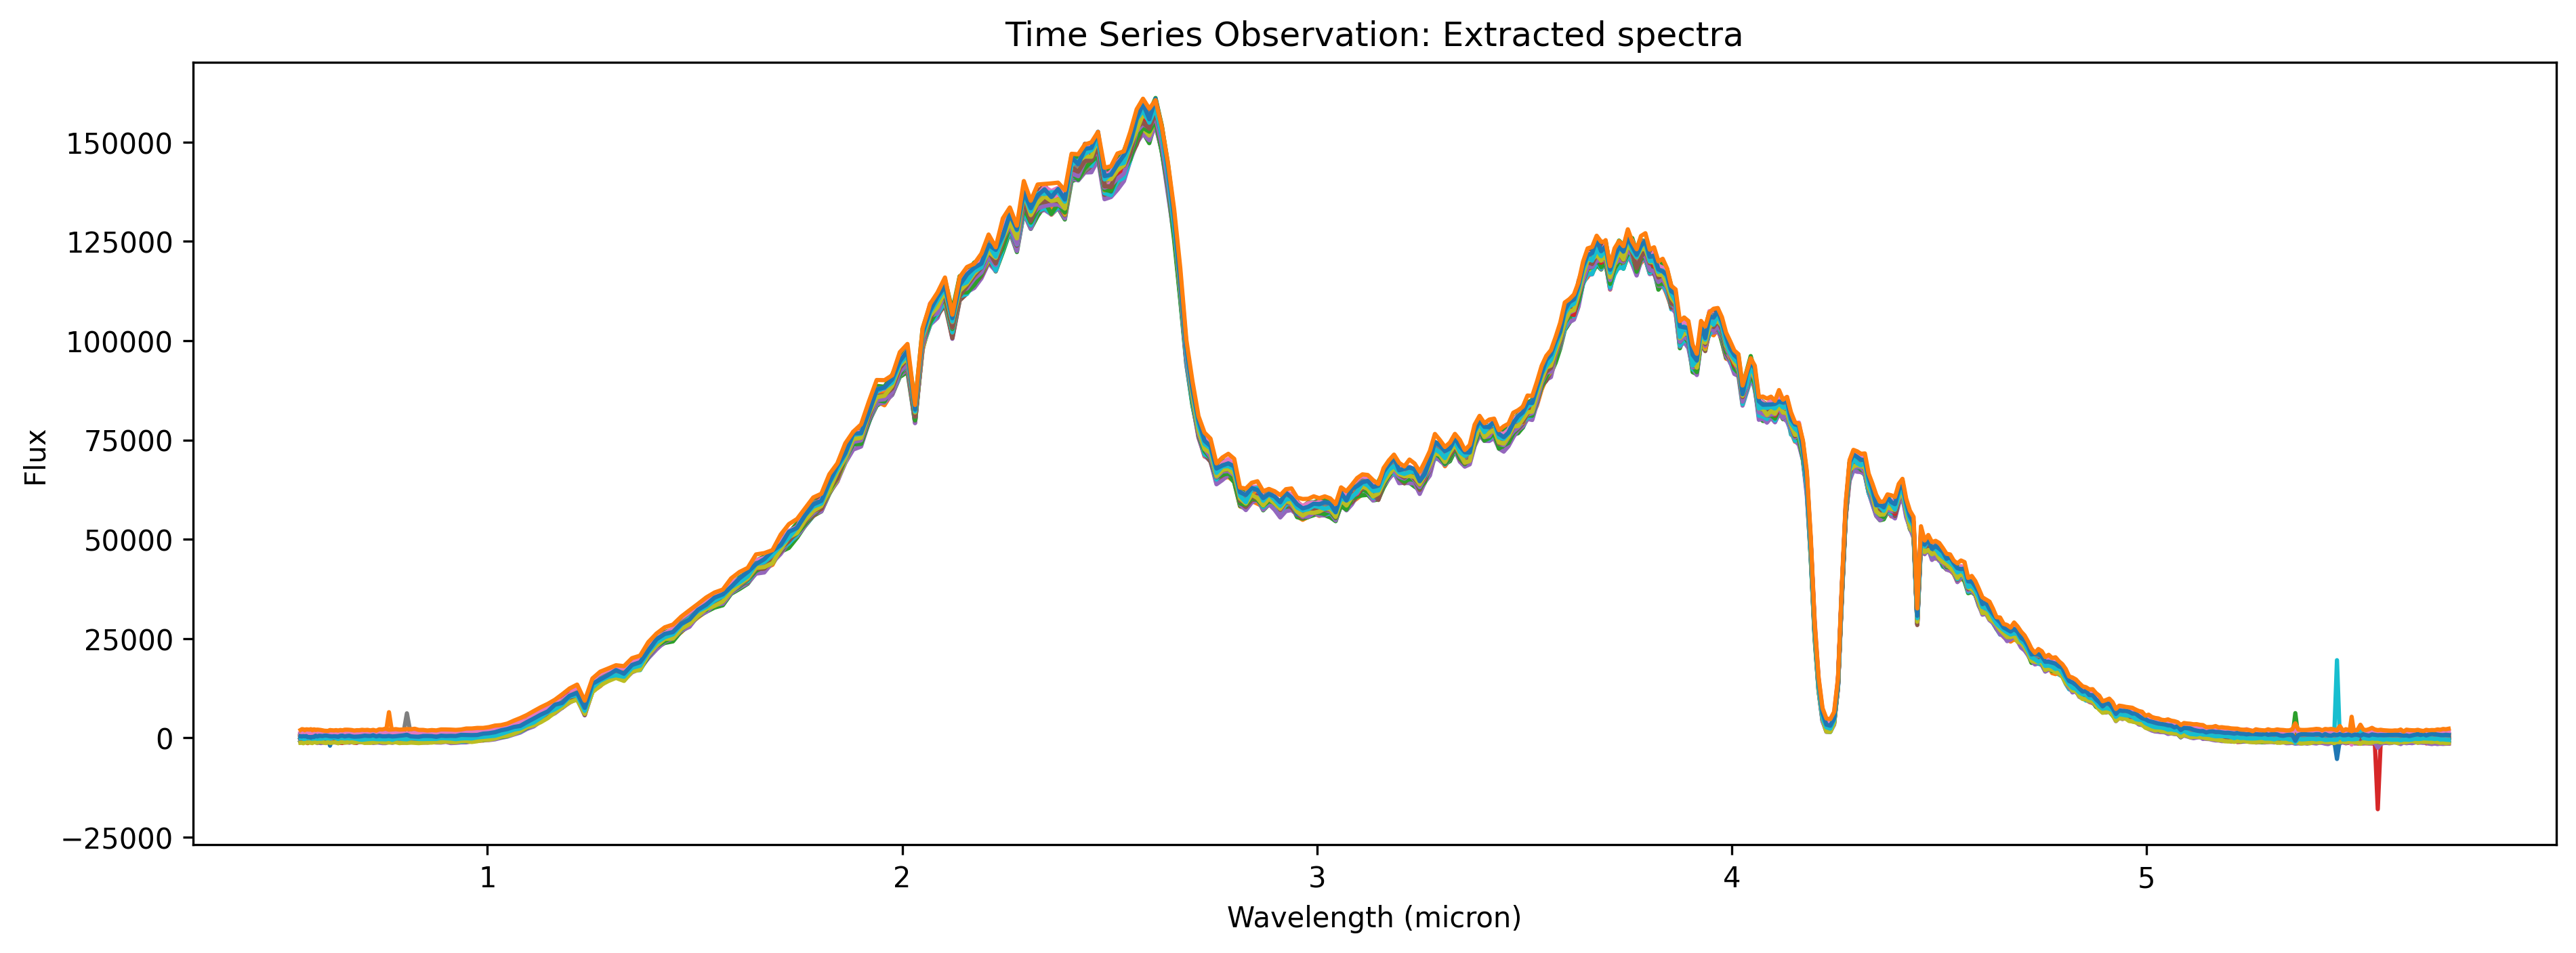 Time Series Observation: Extracted spectra
150000
125000
100000
75000
50000
25000
0
−25000
Flux
1 2 3 4 5
Wavelength (micron)